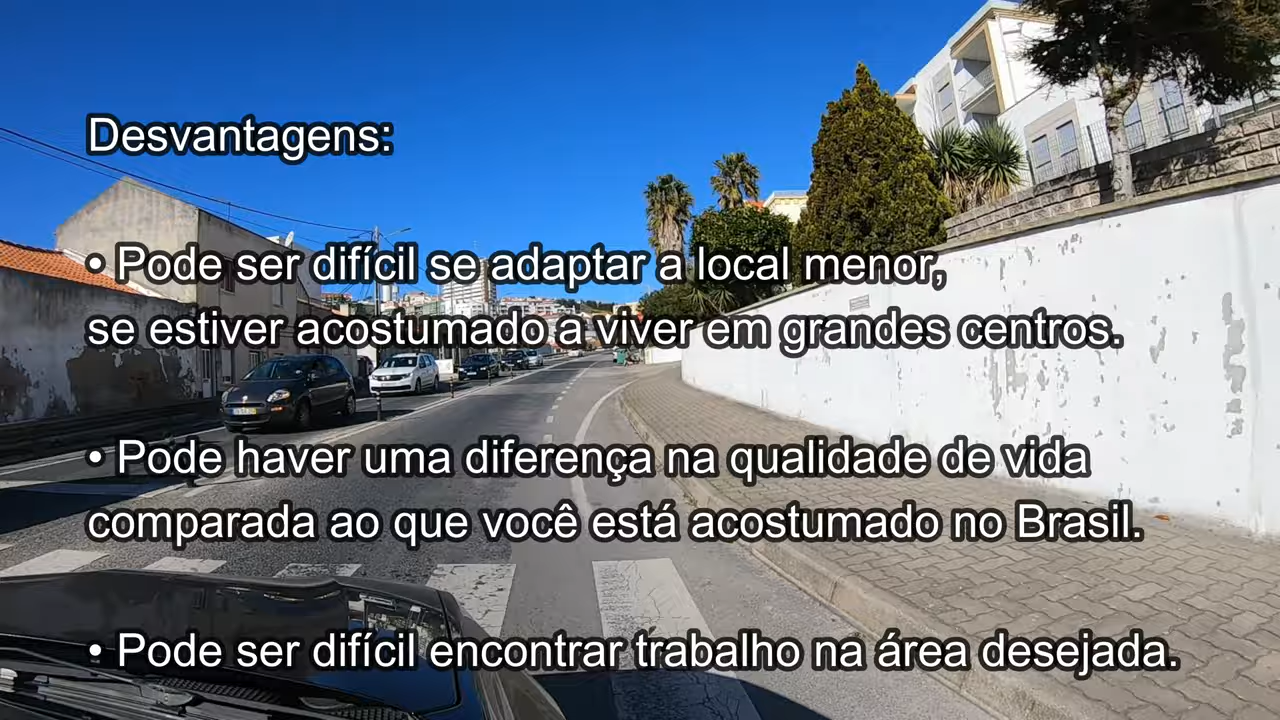 Desvantagens:
• Pode ser difícil se adaptar a local menor,
se estiver acostumado a viver em grandes centros.
• Pode haver uma diferença na qualidade de vida
comparada ao que você está acostumado no Brasil.
• Pode ser difícil encontrar trabalho na área desejada.